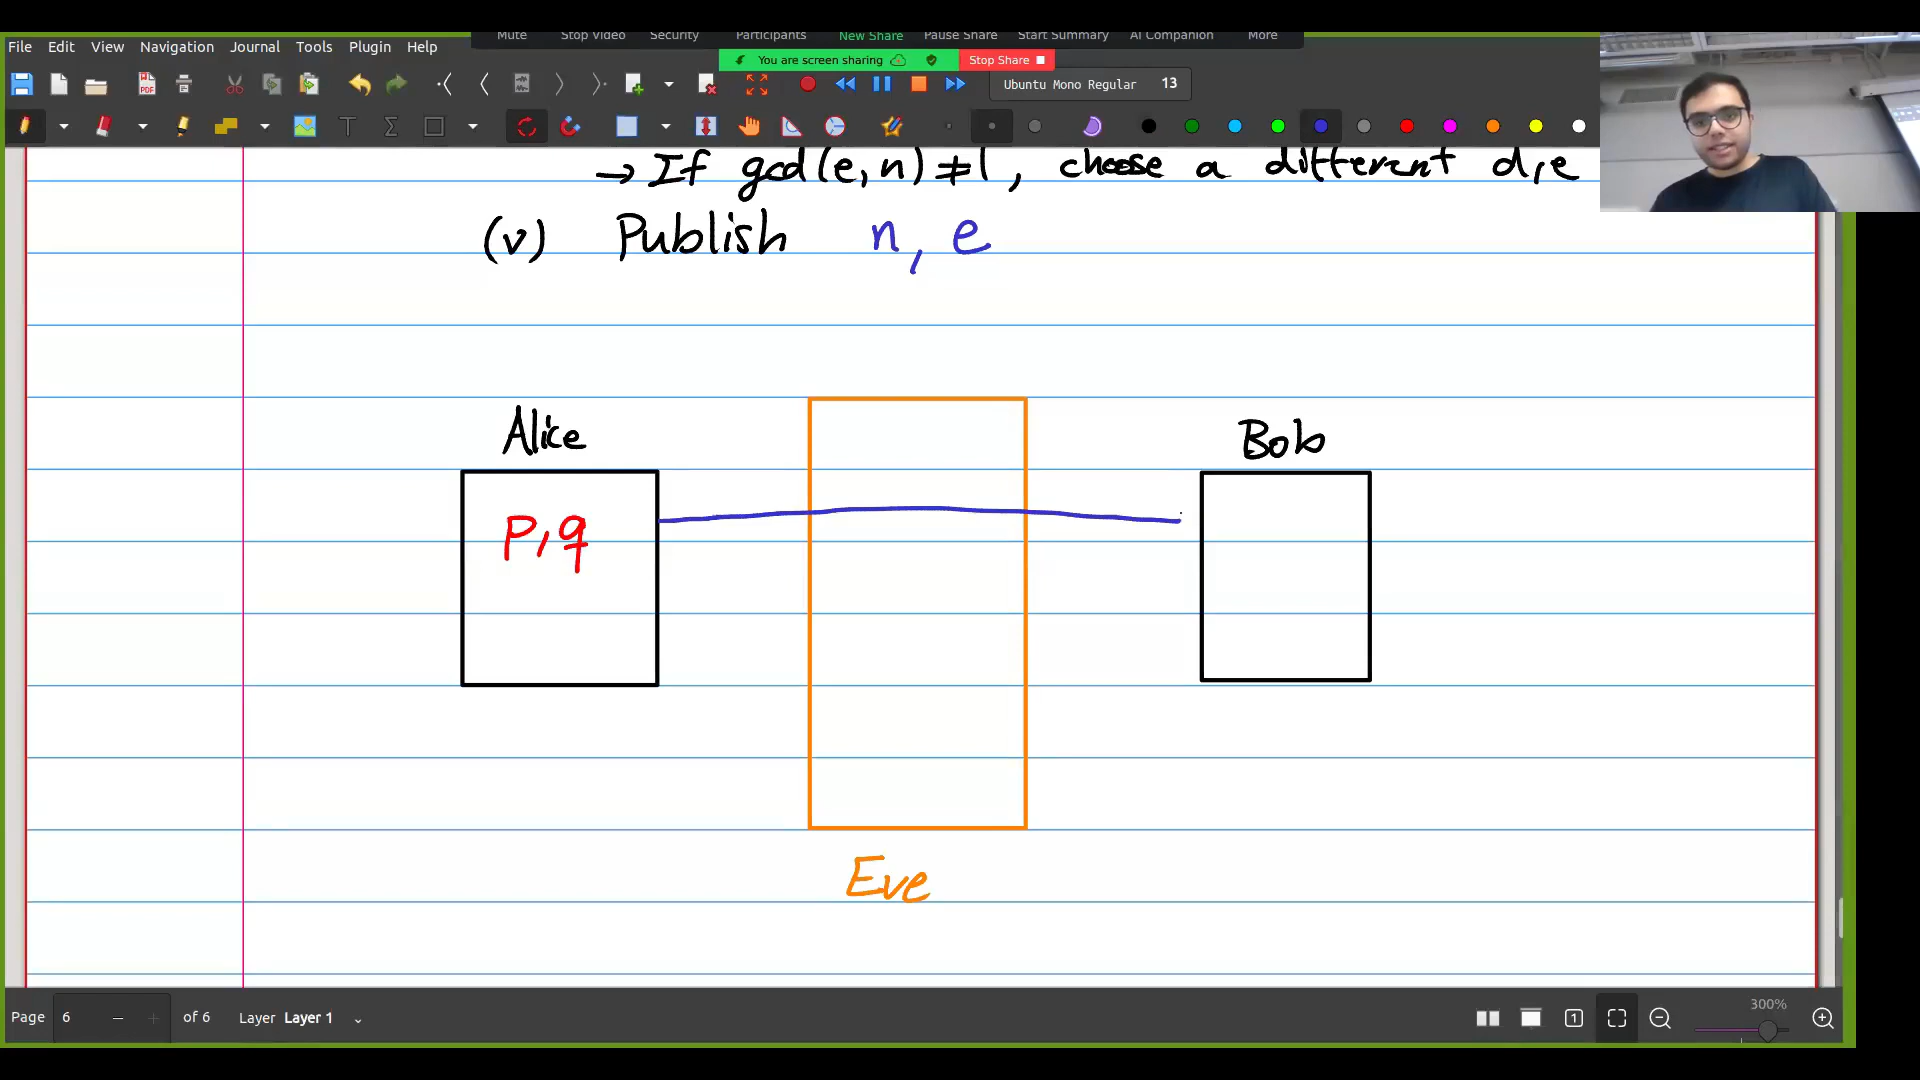 Mute Stop Video Security Participants New Share Pause Share Start Summary AI Companion More
File Edit View Navigation Journal Tools Plugin Help
You are screen sharing Stop Share
Ubuntu Mono Regular 13
→ If gcd(e, n) ≠ 1, choose a different d, e
(v) Publish n, e
Alice
Bob
p, q
Eve
Page 6 of 6 Layer Layer 1
300%